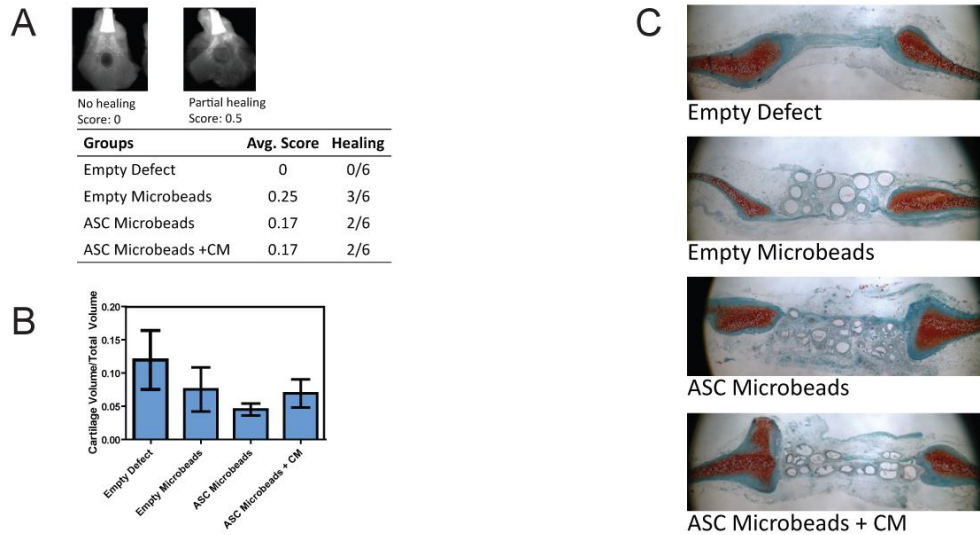 A
No healing
Score: 0
Partial healing
Score: 0.5
Groups Avg. Score Healing
Empty Defect 0 0/6
Empty Microbeads 0.25 3/6
ASC Microbeads 0.17 2/6
ASC Microbeads +CM 0.17 2/6
B
Cartilage Volume/Total Volume
0.20
0.15
0.10
0.05
0.00
Empty Defect
Empty Microbeads
ASC Microbeads
ASC Microbeads + CM
C
Empty Defect
Empty Microbeads
ASC Microbeads
ASC Microbeads + CM